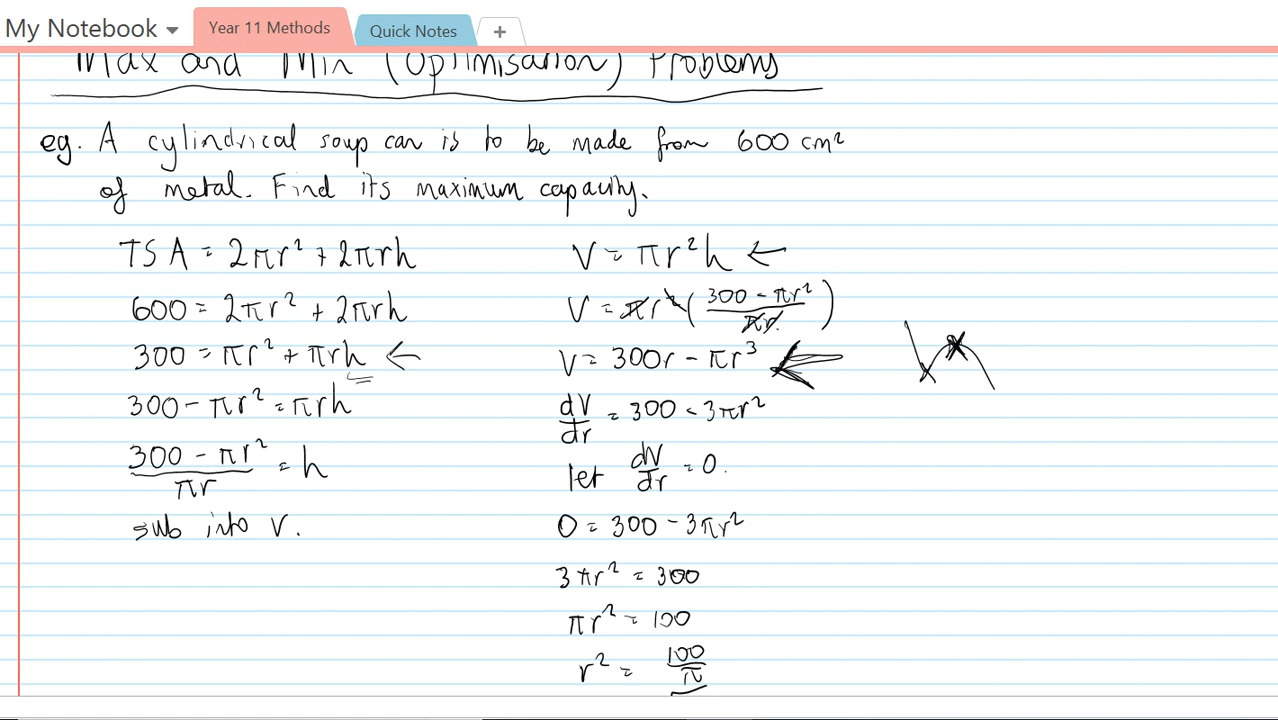 My Notebook
Year 11 Methods
Quick Notes
+
Max and Min (Optimisation) Problems
eg. A cylindrical soup can is to be made from 600 cm²
of metal. Find its maximum capacity.
TSA = 2πr² + 2πrh
600 = 2πr² + 2πrh
300 = πr² + πrh ←
300 - πr² = πrh
(300 - πr²)/πr = h
sub into V.
V = πr²h ←
V = πr²((300 - πr²)/πr)
V = 300r - πr³ ←
dV/dr = 300 - 3πr²
let dV/dr = 0.
0 = 300 - 3πr²
3πr² = 300
πr² = 100
r² = 100/π